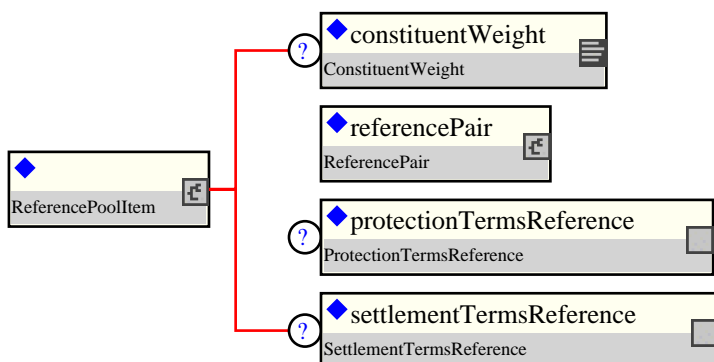 ?
constituentWeight
ConstituentWeight
referencePair
ReferencePair
ReferencePoolItem
?
protectionTermsReference
ProtectionTermsReference
?
settlementTermsReference
SettlementTermsReference